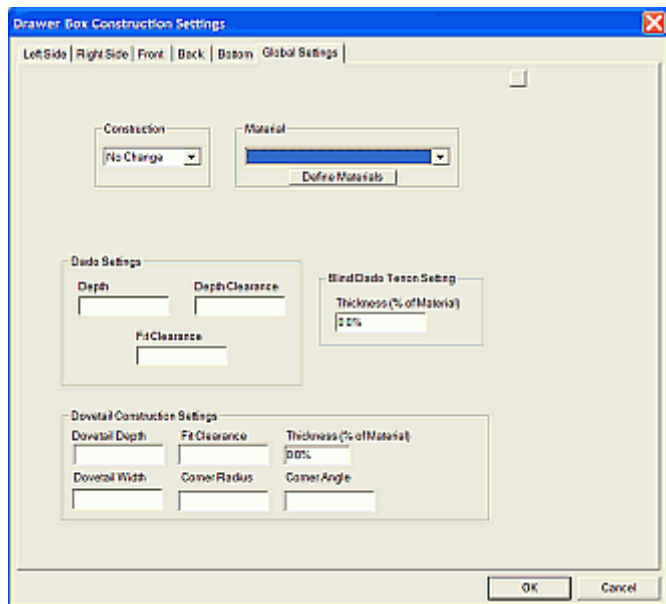 Drawer Box Construction Settings
Left Side Right Side Front Back Bottom Global Settings
Construction Material
No Change
Define Materials
Dado Settings
Blind Dado Tenon Setting
Depth Depth Clearance
Thickness (% of Material)
0.0%
Fit Clearance
Dovetail Construction Settings
Dovetail Depth Fit Clearance Thickness (% of Material)
0.0%
Dovetail Width Corner Radius Corner Angle
OK Cancel